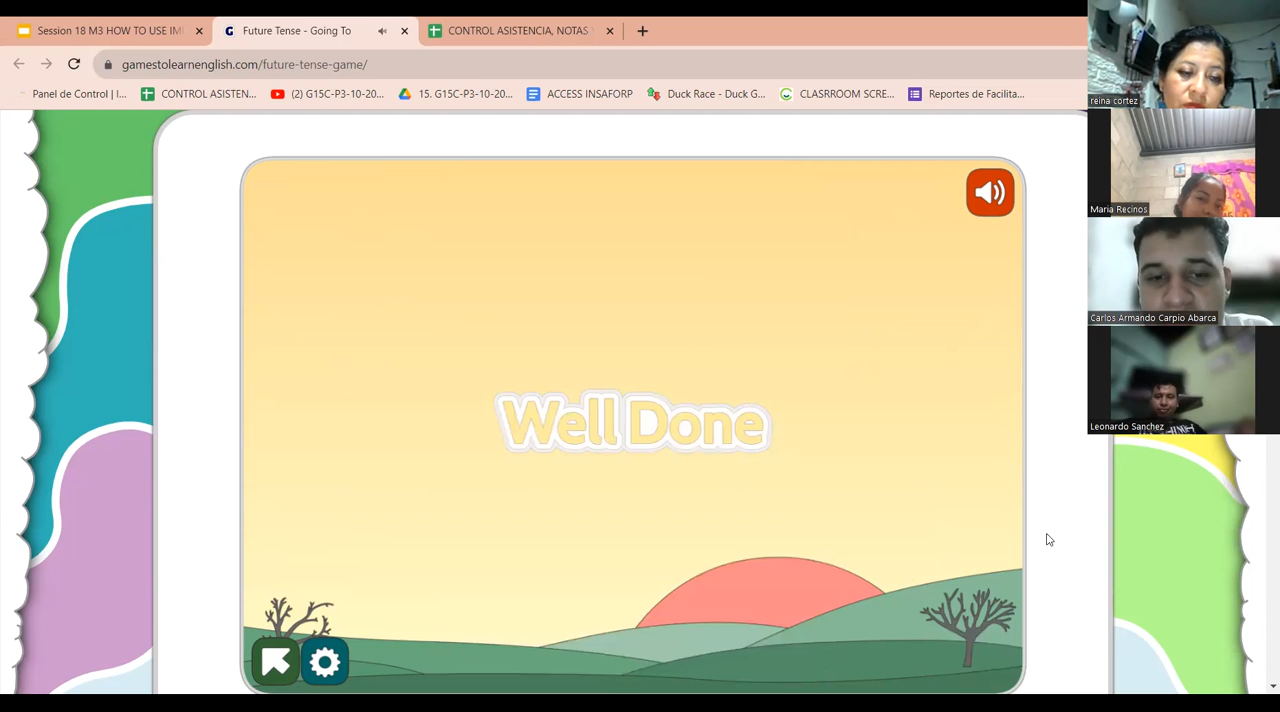 Session 18 M3 HOW TO USE IM
Future Tense - Going To
CONTROL ASISTENCIA, NOTAS
gamestolearnenglish.com/future-tense-game/
Panel de Control | I...
CONTROL ASISTEN...
(2) G15C-P3-10-20...
15. G15C-P3-10-20...
ACCESS INSAFORP
Duck Race - Duck G...
CLASRROOM SCRE...
Reportes de Facilita...
reina cortez
Maria Recinos
Carlos Armando Carpio Abarca
Leonardo Sanchez
Well Done